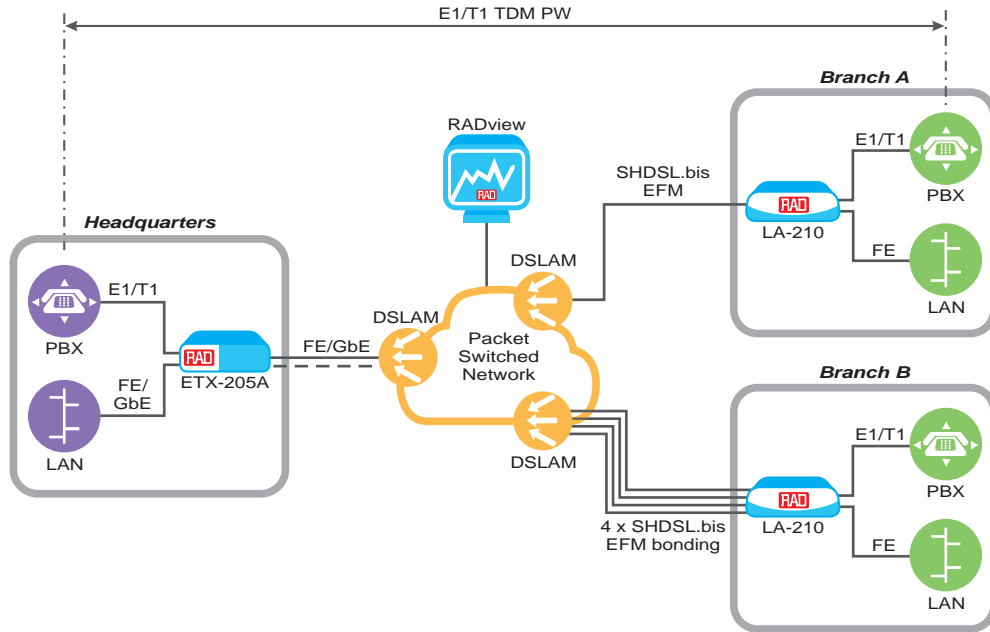 E1/T1 TDM PW
Branch A
RADview
RAD
E1/T1
PBX
SHDSL.bis
EFM
RAD
LA-210
FE
LAN
Headquarters
E1/T1
PBX
RAD
ETX-205A
FE/
GbE
LAN
FE/GbE
DSLAM
DSLAM
Packet
Switched
Network
DSLAM
Branch B
E1/T1
PBX
RAD
LA-210
4 x SHDSL.bis
EFM bonding
FE
LAN